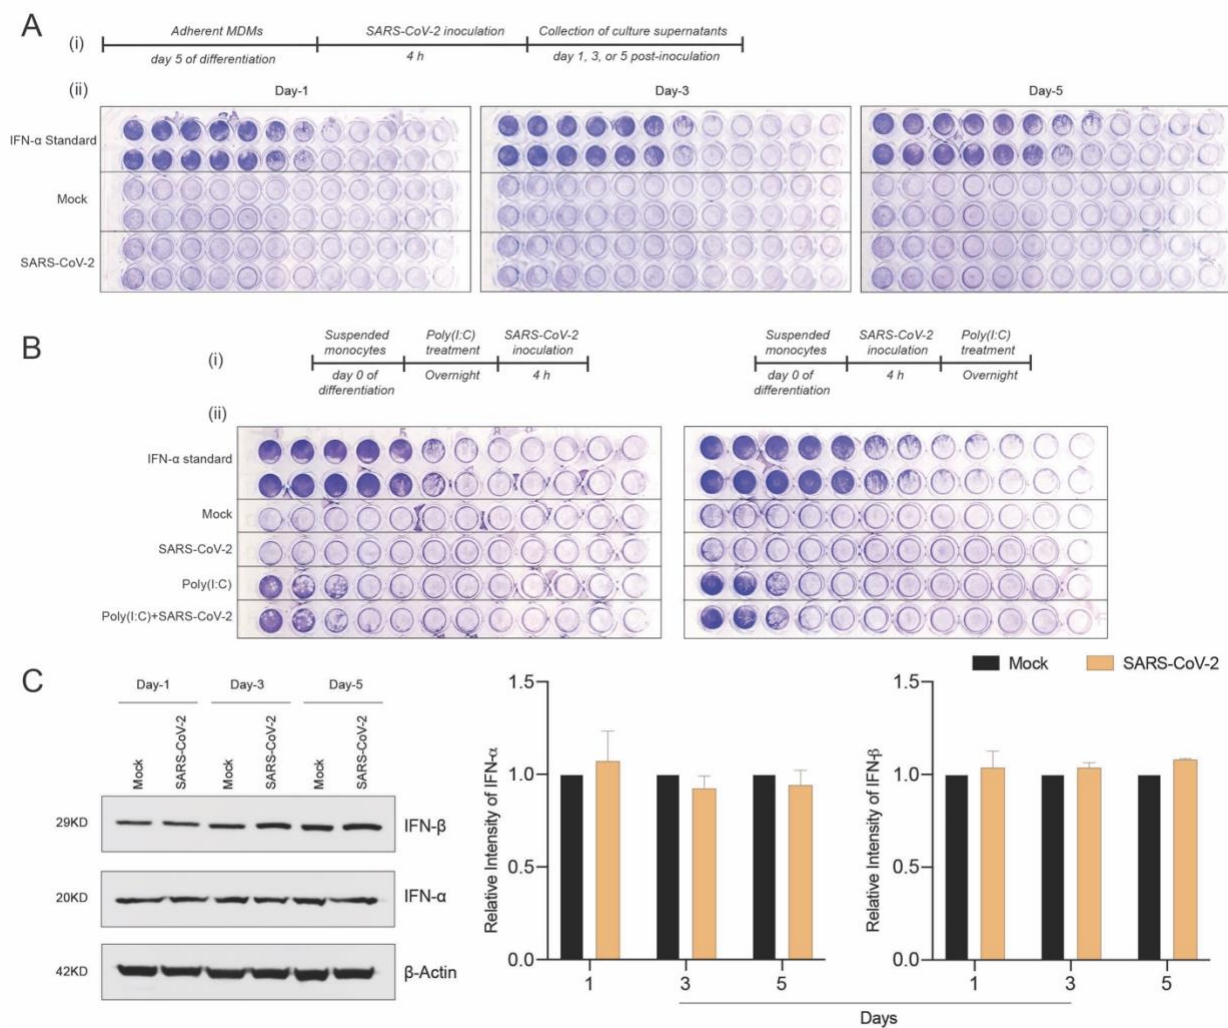 A
(i)
Adherent MDMs
SARS-CoV-2 inoculation
Collection of culture supernatants
day 5 of differentiation
4 h
day 1, 3, or 5 post-inoculation
(ii)
Day-1
Day-3
Day-5
IFN-α Standard
Mock
SARS-CoV-2
B
(i)
Suspended
monocytes
Poly(I:C)
treatment
SARS-CoV-2
inoculation
day 0 of
differentiation
Overnight
4 h
Suspended
monocytes
SARS-CoV-2
inoculation
Poly(I:C)
treatment
day 0 of
differentiation
4 h
Overnight
(ii)
IFN-α standard
Mock
SARS-CoV-2
Poly(I:C)
Poly(I:C)+SARS-CoV-2
C
Day-1
Day-3
Day-5
Mock
SARS-CoV-2
Mock
SARS-CoV-2
Mock
SARS-CoV-2
29KD
IFN-β
20KD
IFN-α
42KD
β-Actin
Mock
SARS-CoV-2
Relative Intensity of IFN-α
1.5
1.0
0.5
0.0
1
3
5
Relative Intensity of IFN-β
1.5
1.0
0.5
0.0
1
3
5
Days